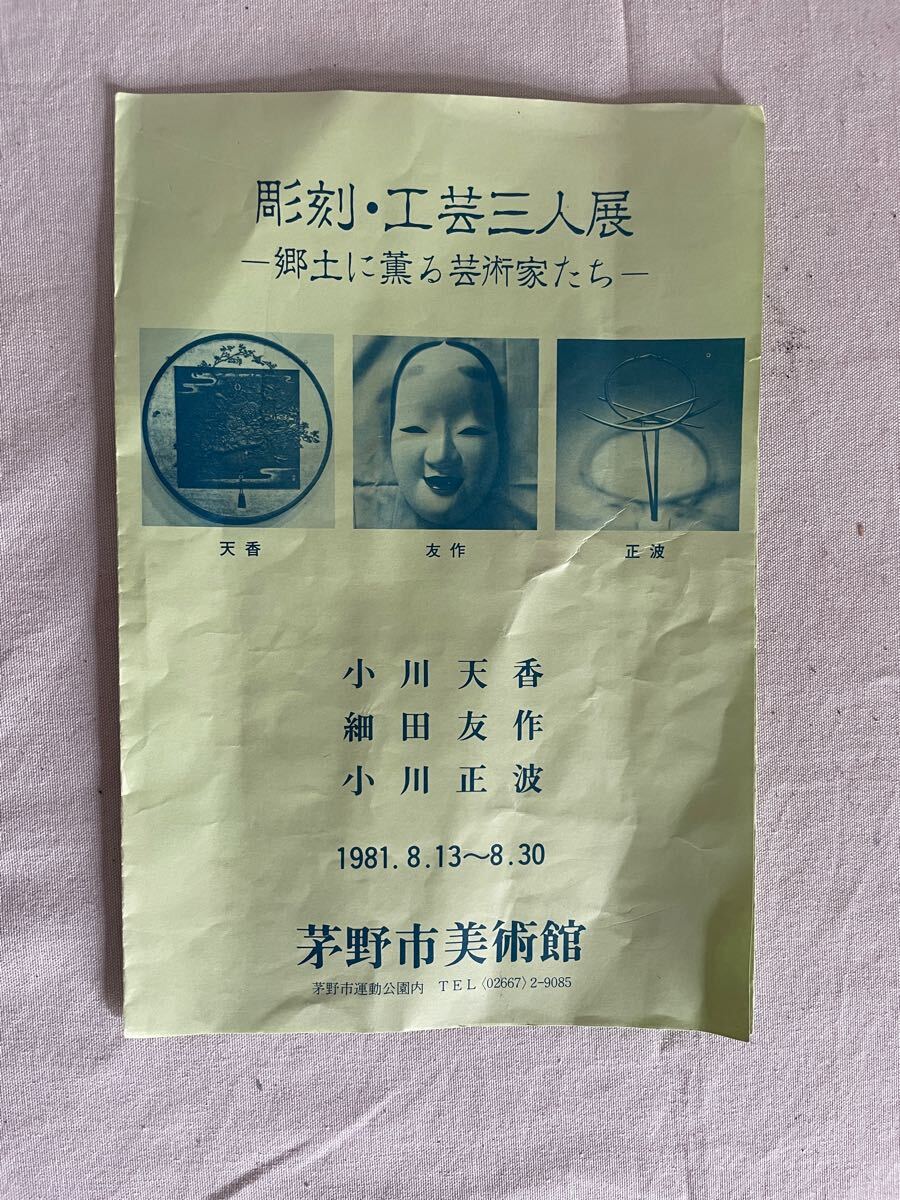 彫刻・工芸三人展
―郷土に薫る芸術家たち―
天香
友作
正波
小川天香
細田友作
小川正波
1981.8.13〜8.30
茅野市美術館
茅野市運動公園内 TEL〈02667〉2-9085